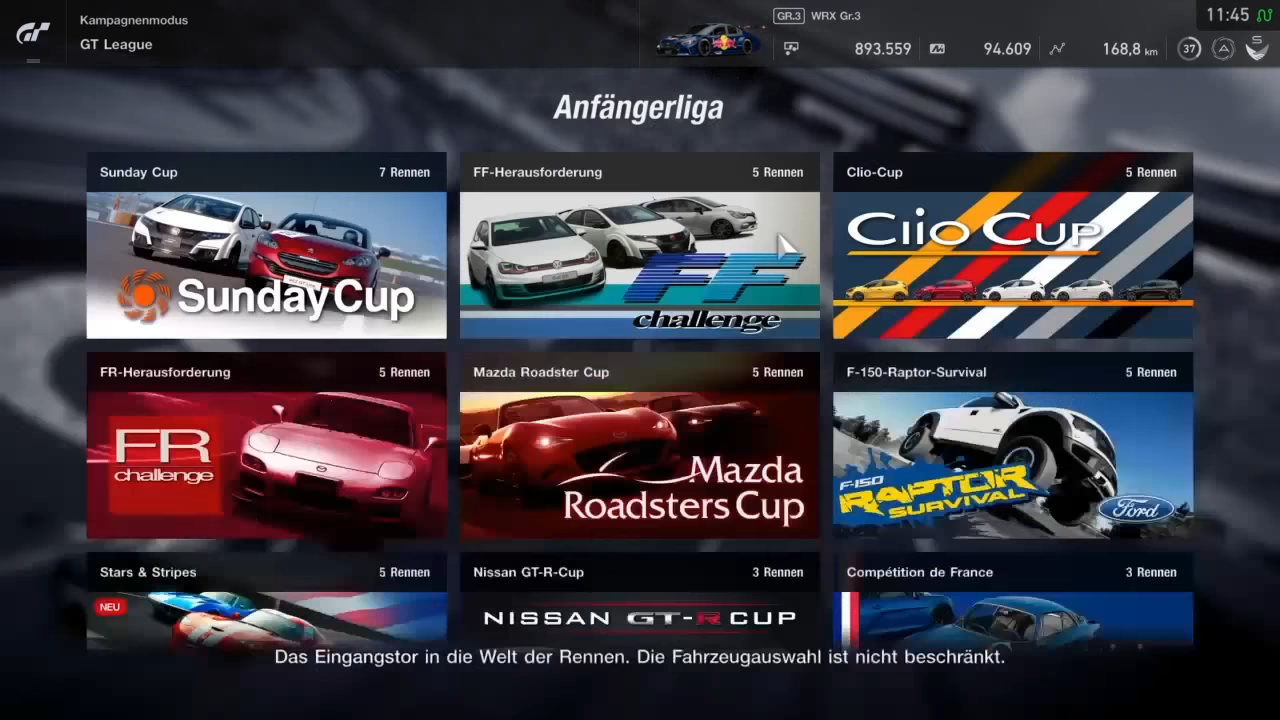 Kampagnenmodus
GT League
GR.3 WRX Gr.3
893.559
94.609
168,8 km
37
A
S
11:45
Anfängerliga
Sunday Cup 7 Rennen
Sunday Cup
FF-Herausforderung 5 Rennen
FF
challenge
Clio-Cup 5 Rennen
Clio Cup
FR-Herausforderung 5 Rennen
FR
challenge
Mazda Roadster Cup 5 Rennen
Mazda
Roadsters Cup
F-150-Raptor-Survival 5 Rennen
F-150
RAPTOR
SURVIVAL
Ford
Stars & Stripes 5 Rennen
NEU
Nissan GT-R-Cup 3 Rennen
NISSAN GT-R CUP
Compétition de France 3 Rennen
Das Eingangstor in die Welt der Rennen. Die Fahrzeugauswahl ist nicht beschränkt.